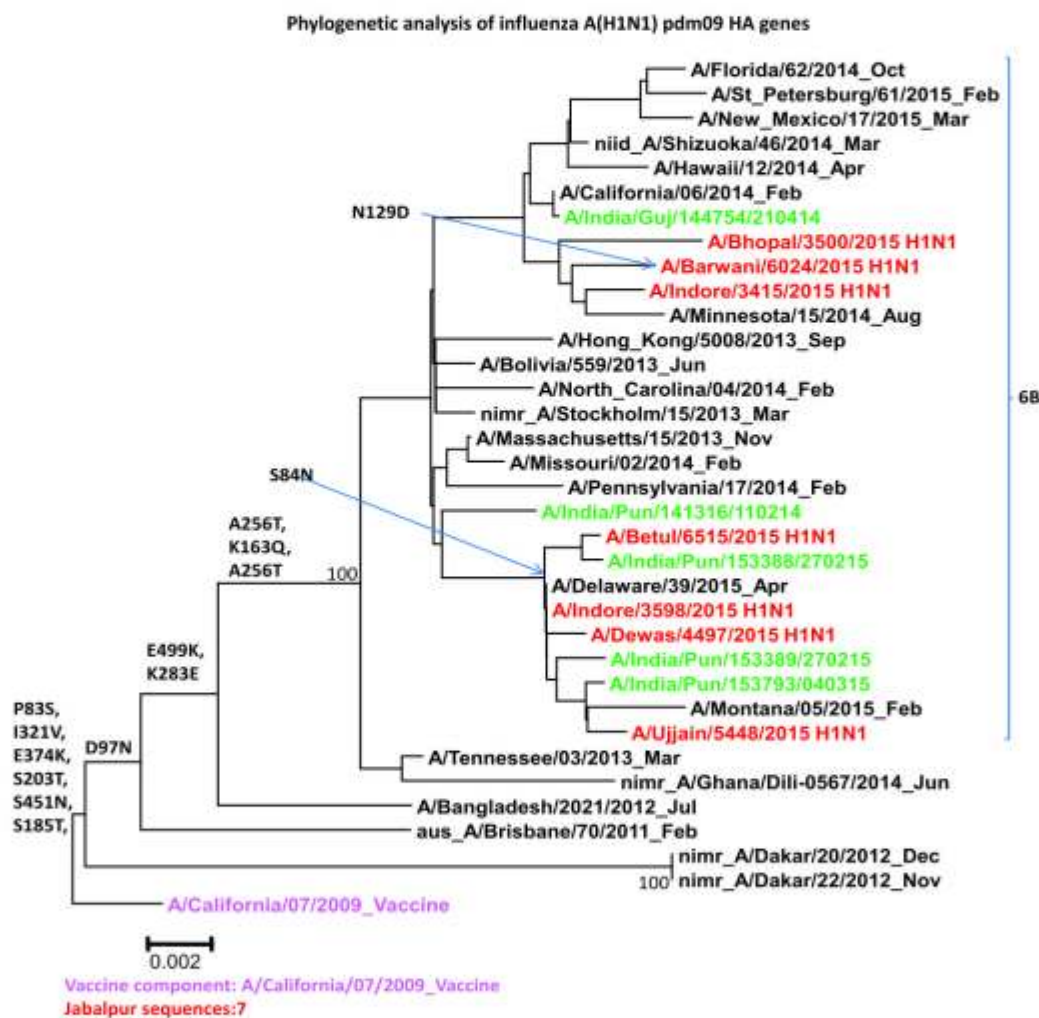 Phylogenetic analysis of influenza A(H1N1) pdm09 HA genes
A/Florida/62/2014_Oct
A/St_Petersburg/61/2015_Feb
A/New_Mexico/17/2015_Mar
niid_A/Shizuoka/46/2014_Mar
A/Hawaii/12/2014_Apr
A/California/06/2014_Feb
N129D
A/India/Guj/144754/210414
A/Bhopal/3500/2015 H1N1
A/Barwani/6024/2015 H1N1
A/Indore/3415/2015 H1N1
A/Minnesota/15/2014_Aug
A/Hong_Kong/5008/2013_Sep
A/Bolivia/559/2013_Jun
A/North_Carolina/04/2014_Feb
6B
nimr_A/Stockholm/15/2013_Mar
A/Massachusetts/15/2013_Nov
A/Missouri/02/2014_Feb
S84N
A/Pennsylvania/17/2014_Feb
A/India/Pun/141316/110214
A/Betul/6515/2015 H1N1
A/India/Pun/153388/270215
A256T,
K163Q,
A256T
100
A/Delaware/39/2015_Apr
A/Indore/3598/2015 H1N1
A/Dewas/4497/2015 H1N1
A/India/Pun/153389/270215
A/India/Pun/153793/040315
E499K,
K283E
A/Montana/05/2015_Feb
A/Ujjain/5448/2015 H1N1
P83S,
I321V,
E374K,
S203T,
S451N,
S185T,
D97N
A/Tennessee/03/2013_Mar
nimr_A/Ghana/Dili-0567/2014_Jun
A/Bangladesh/2021/2012_Jul
aus_A/Brisbane/70/2011_Feb
nimr_A/Dakar/20/2012_Dec
100
nimr_A/Dakar/22/2012_Nov
A/California/07/2009_Vaccine
0.002
Vaccine component: A/California/07/2009_Vaccine
Jabalpur sequences:7